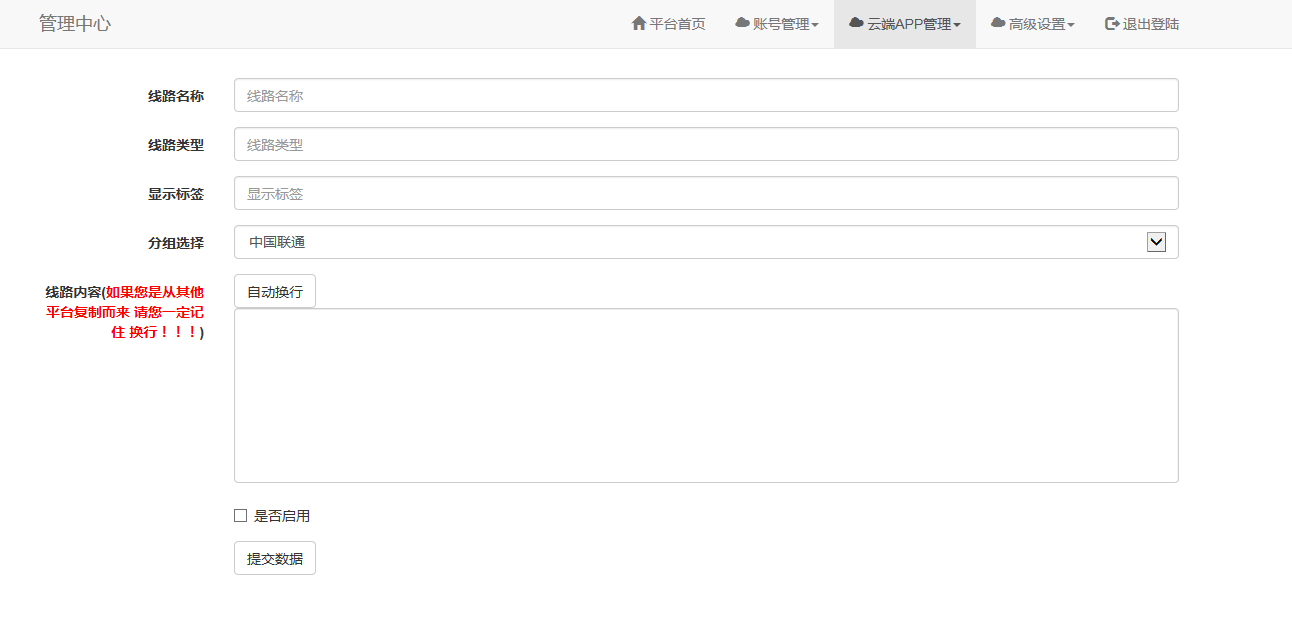 管理中心
平台首页
账号管理
云端APP管理
高级设置
退出登陆
线路名称
线路名称
线路类型
线路类型
显示标签
显示标签
分组选择
中国联通
线路内容(如果您是从其他
平台复制而来 请您一定记
住 换行！！！)
自动换行
是否启用
提交数据